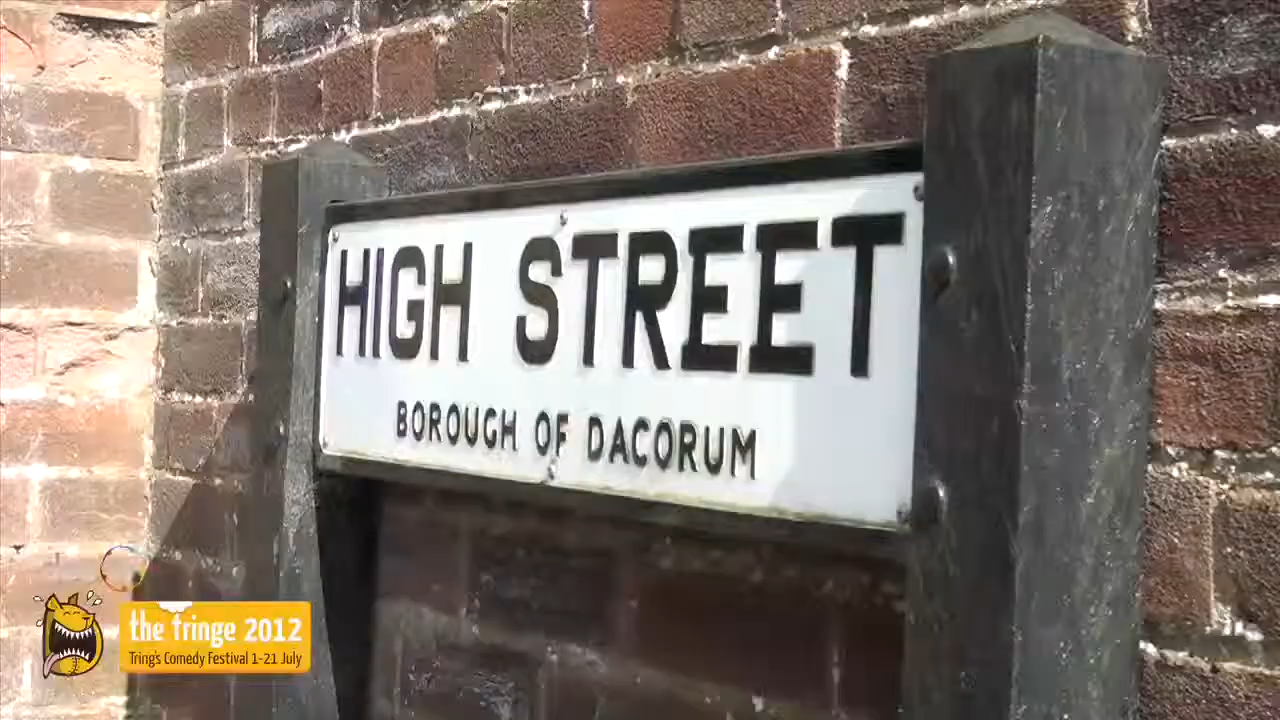 HIGH STREET
BOROUGH OF DACORUM
the fringe 2012
Tring's Comedy Festival 1-21 July